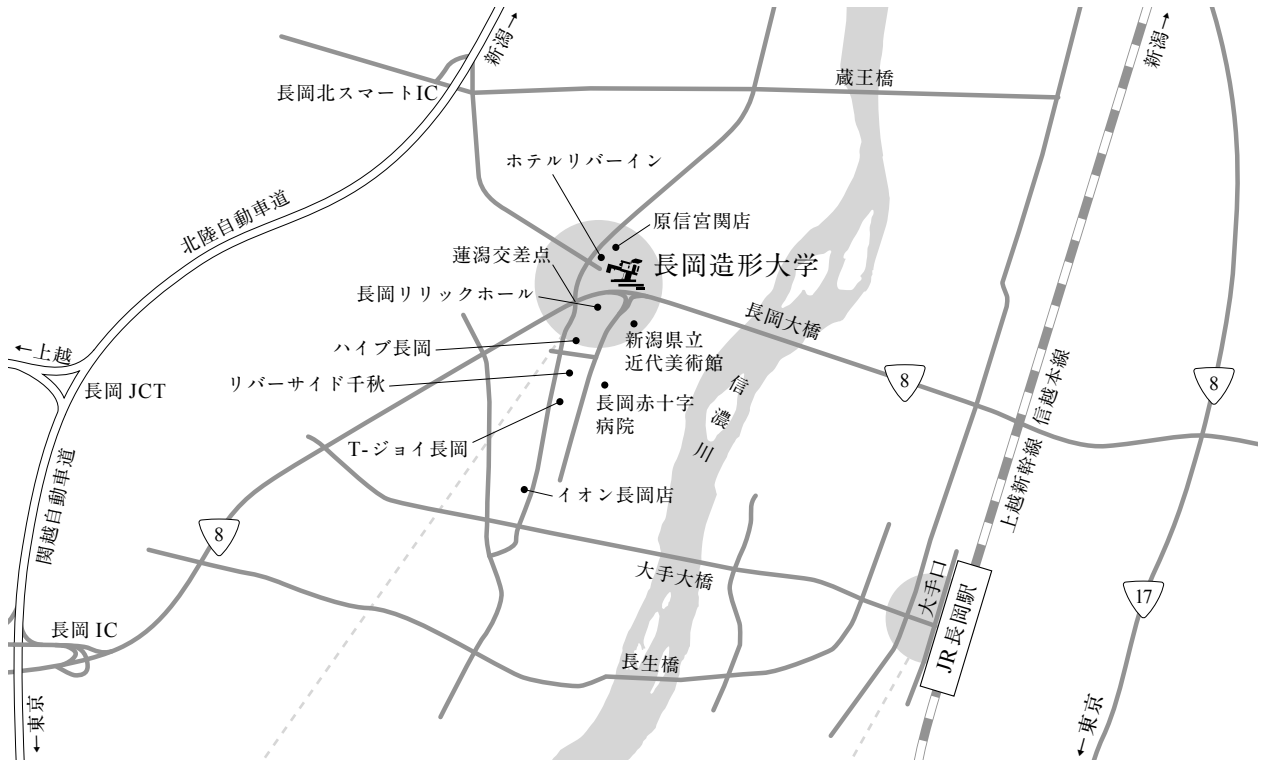 新潟→
新潟→
蔵王橋
長岡北スマートIC
ホテルリバーイン
原信宮関店
北陸自動車道
蓮潟交差点
長岡造形大学
長岡リリックホール
長岡大橋
←上越
ハイブ長岡
新潟県立
近代美術館
長岡 JCT
リバーサイド千秋
信濃川
8
8
長岡赤十字
病院
上越新幹線 信越本線
T-ジョイ長岡
イオン長岡店
関越自動車道
8
大手大橋
大手口
17
JR長岡駅
長岡 IC
長生橋
←東京
←東京